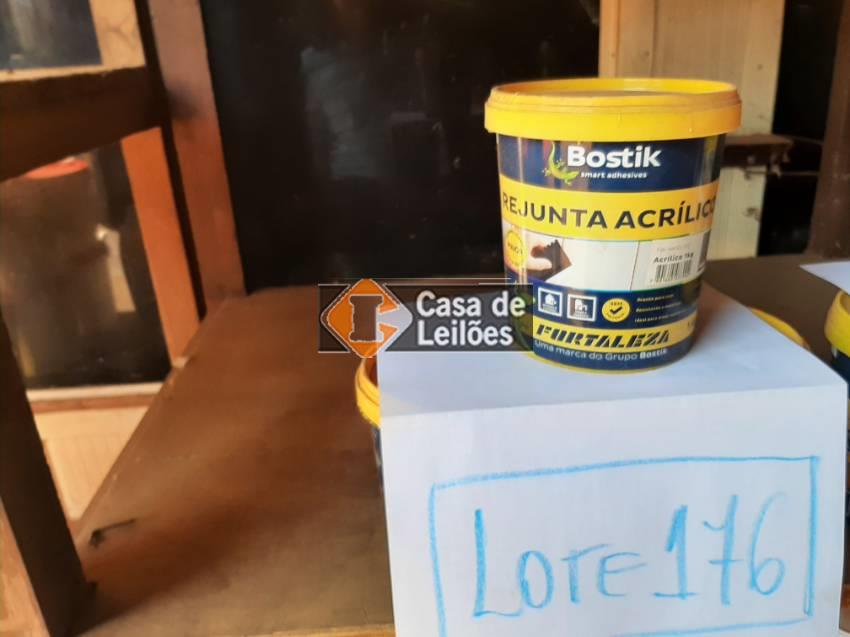 Bostik
smart adhesives
REJUNTA ACRÍLICO
Acrílico 1kg
FORTALEZA
Uma marca do Grupo Bostik
Casa de
Leilões
LOTE 176